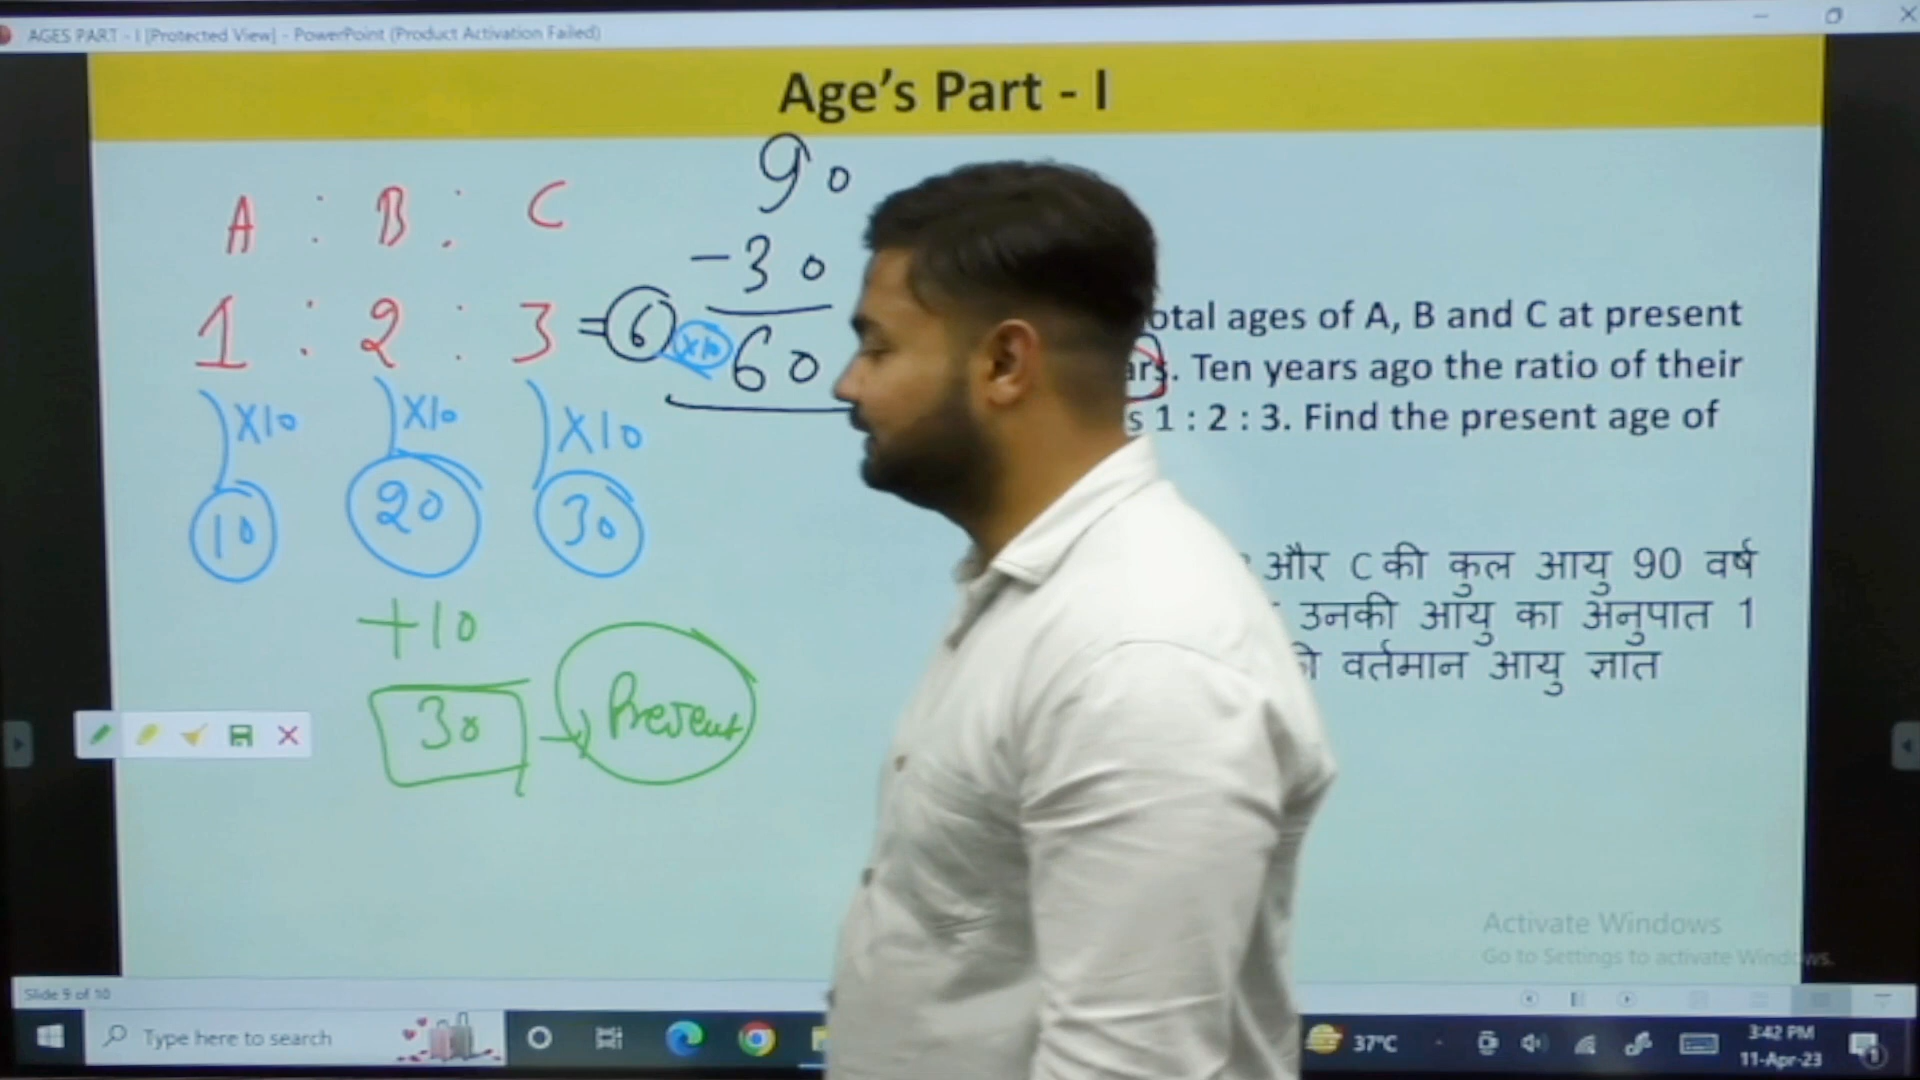 AGES PART - I [Protected View] - PowerPoint (Product Activation Failed)
Age's Part - I
A : B : C
1 : 2 : 3 = 6 x10
x10 x10 x10
10 20 30
+10
30 → Present
90
-30
60
otal ages of A, B and C at present
ars. Ten years ago the ratio of their
s 1 : 2 : 3. Find the present age of
और C की कुल आयु 90 वर्ष
उनकी आयु का अनुपात 1
वर्तमान आयु ज्ञात
Activate Windows
Go to Settings to activate Windows.
Slide 9 of 10
Type here to search
37°C
3:42 PM
11-Apr-23
1